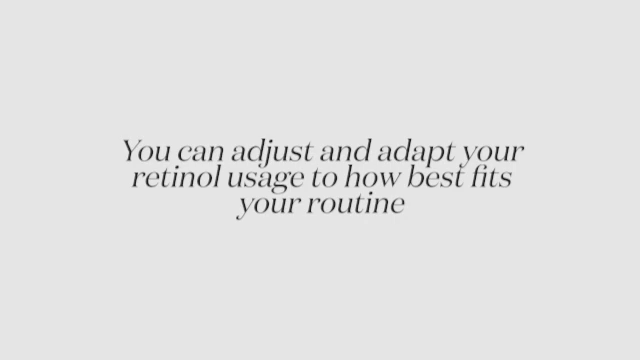 You can adjust and adapt your
retinol usage to how best fits
your routine